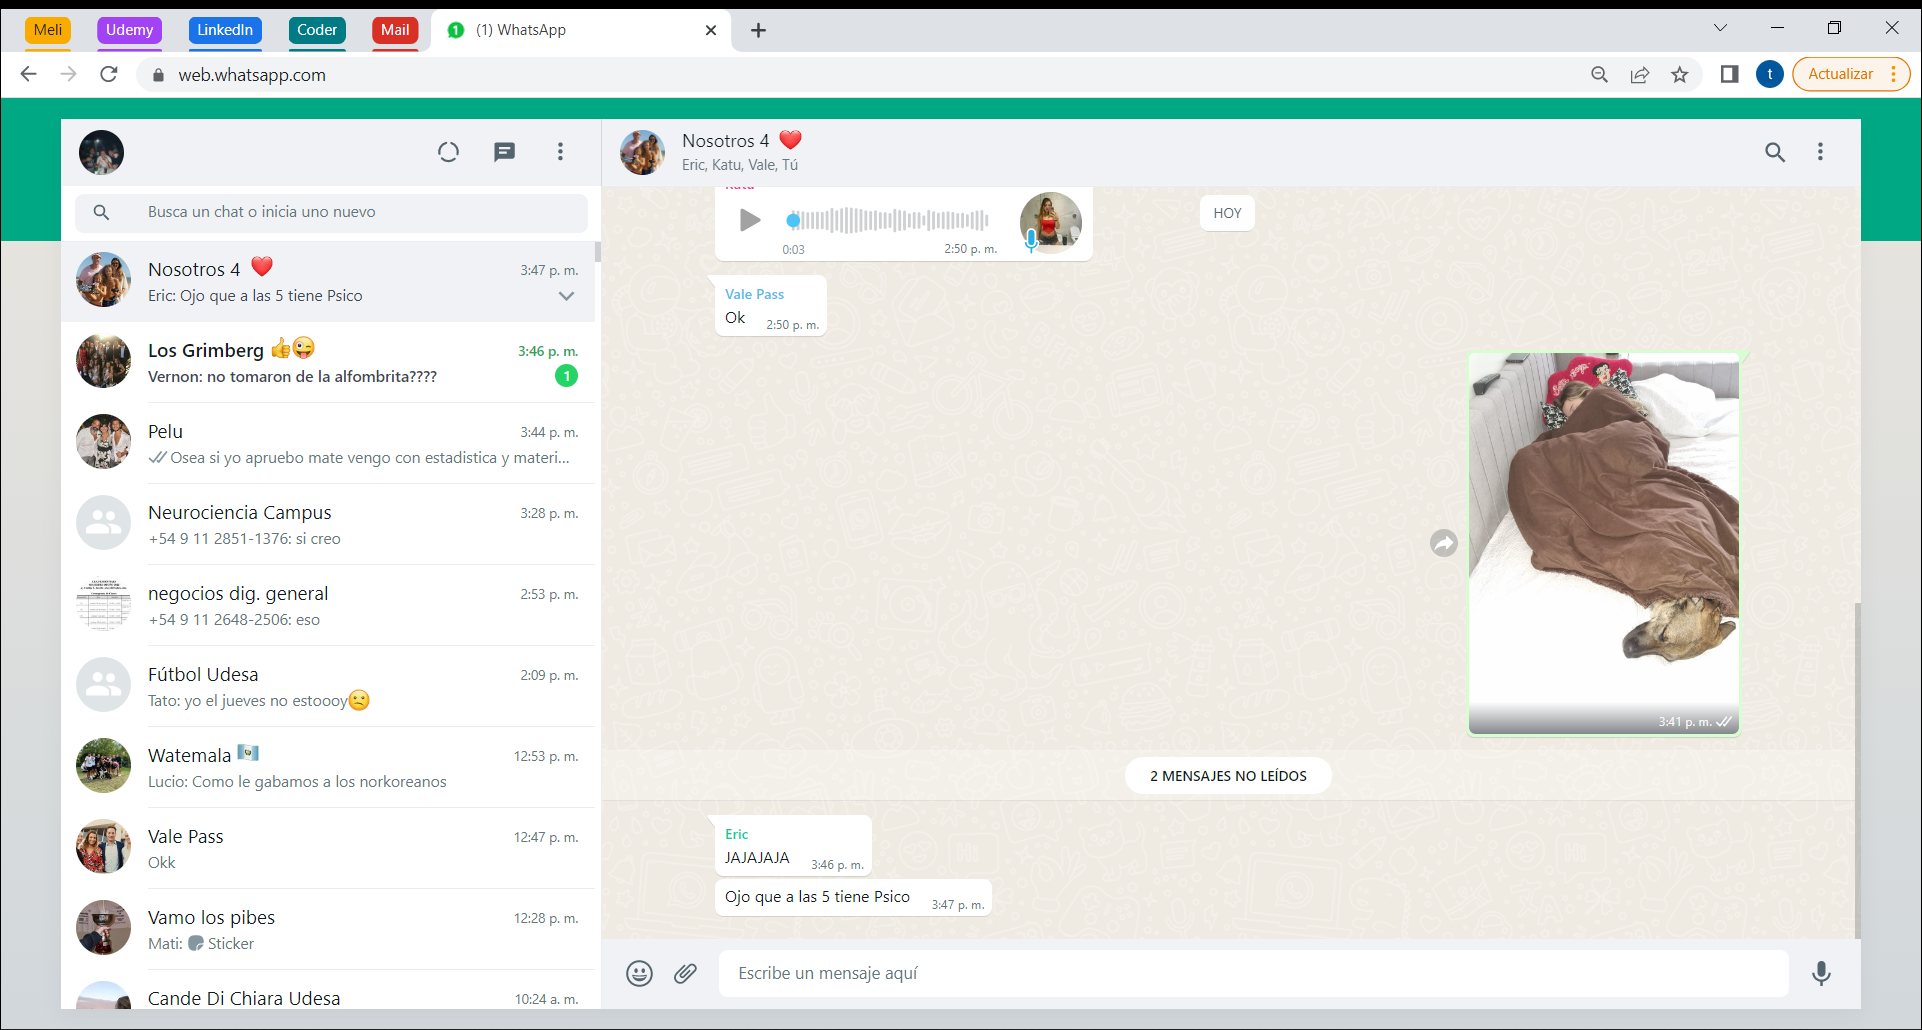 Meli
Udemy
LinkedIn
Coder
Mail
1
(1) WhatsApp
web.whatsapp.com
t
Actualizar
Nosotros 4 ❤️
Eric, Katu, Vale, Tú
Busca un chat o inicia uno nuevo
Nosotros 4 ❤️
3:47 p. m.
Eric: Ojo que a las 5 tiene Psico
Los Grimberg 👍😜
3:46 p. m.
Vernon: no tomaron de la alfombrita????
1
Pelu
3:44 p. m.
Osea si yo apruebo mate vengo con estadistica y materi...
Neurociencia Campus
3:28 p. m.
+54 9 11 2851-1376: si creo
negocios dig. general
2:53 p. m.
+54 9 11 2648-2506: eso
Fútbol Udesa
2:09 p. m.
Tato: yo el jueves no estoooy🙁
Watemala 🇬🇹
12:53 p. m.
Lucio: Como le gabamos a los norkoreanos
Vale Pass
12:47 p. m.
Okk
Vamo los pibes
12:28 p. m.
Mati: Sticker
Cande Di Chiara Udesa
10:24 a. m.
Katu
HOY
0:03
2:50 p. m.
Vale Pass
Ok
2:50 p. m.
3:41 p. m.
2 MENSAJES NO LEÍDOS
Eric
JAJAJAJA
3:46 p. m.
Ojo que a las 5 tiene Psico
3:47 p. m.
Escribe un mensaje aquí